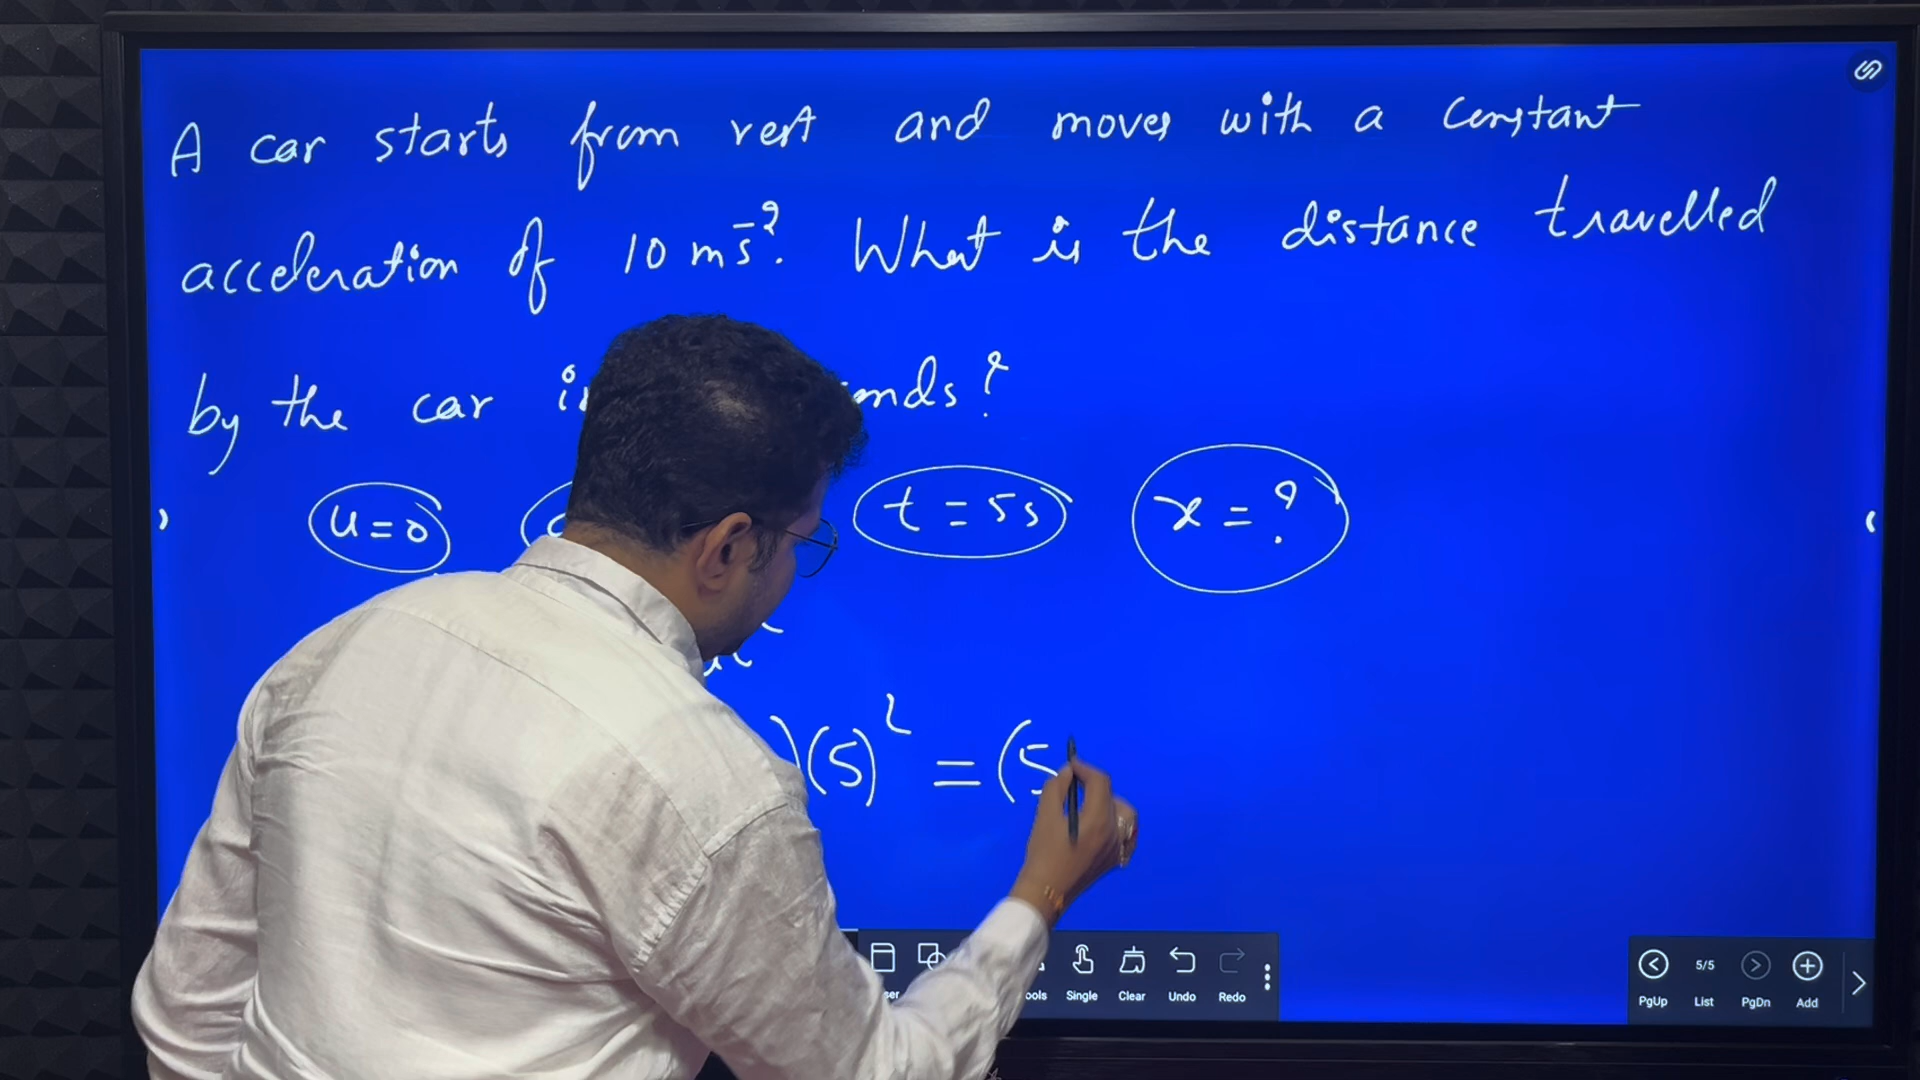 A car starts from rest and moves with a constant
acceleration of 10 ms⁻². What is the distance travelled
by the car ?
u=0 t = 5s x = ?
)(5)² = (5
Single Clear Undo Redo
PgUp List PgDn Add
5/5